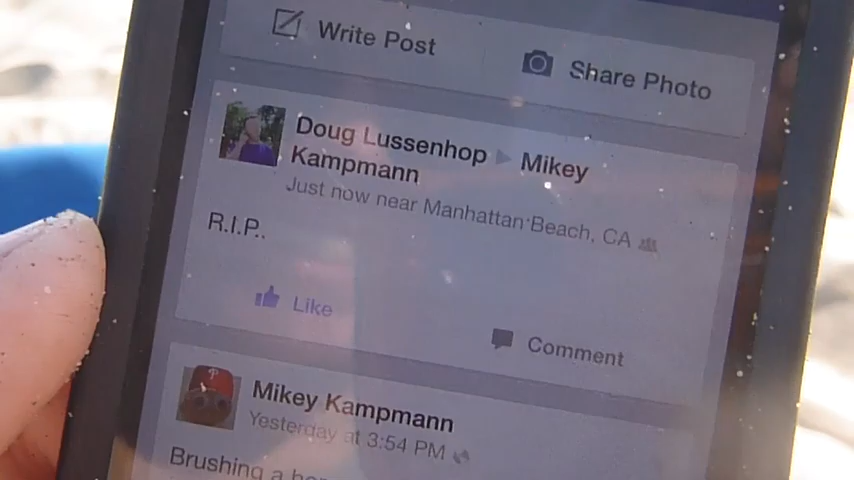 Write Post
Share Photo
Doug Lussenhop ▸ Mikey
Kampmann
Just now near Manhattan Beach, CA
R.I.P..
Like
Comment
Mikey Kampmann
Yesterday at 3:54 PM
Brushing a